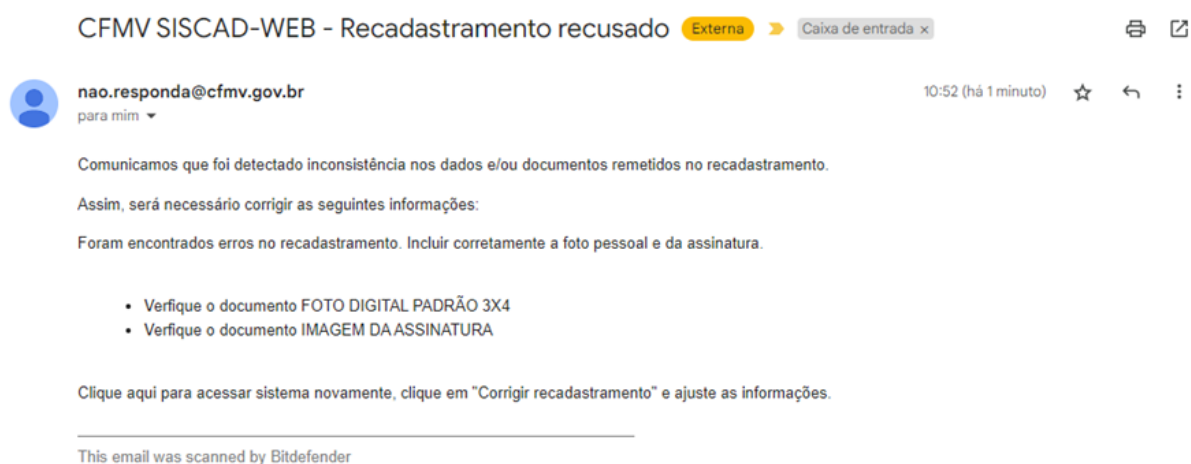 CFMV SISCAD-WEB - Recadastramento recusado Externa Caixa de entrada x
nao.responda@cfmv.gov.br 10:52 (há 1 minuto)
para mim
Comunicamos que foi detectado inconsistência nos dados e/ou documentos remetidos no recadastramento.
Assim, será necessário corrigir as seguintes informações:
Foram encontrados erros no recadastramento. Incluir corretamente a foto pessoal e da assinatura.
• Verfique o documento FOTO DIGITAL PADRÃO 3X4
• Verfique o documento IMAGEM DA ASSINATURA
Clique aqui para acessar sistema novamente, clique em "Corrigir recadastramento" e ajuste as informações.
This email was scanned by Bitdefender